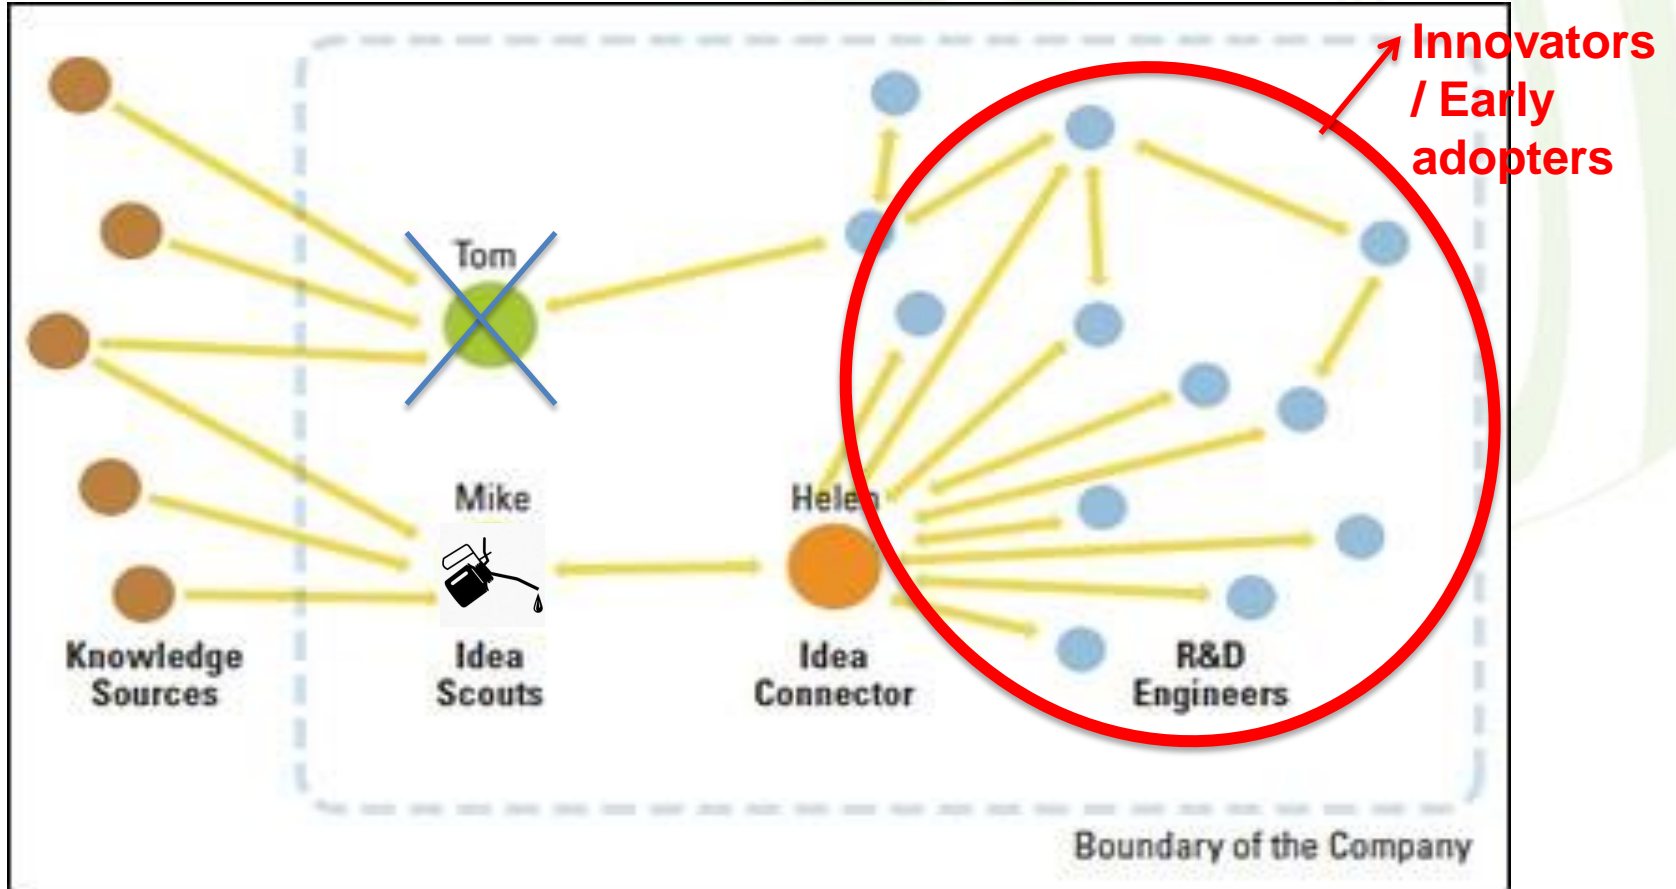 Innovators
/ Early
adopters
Tom
Mike
Helen
Knowledge
Sources
Idea
Scouts
Idea
Connector
R&D
Engineers
Boundary of the Company